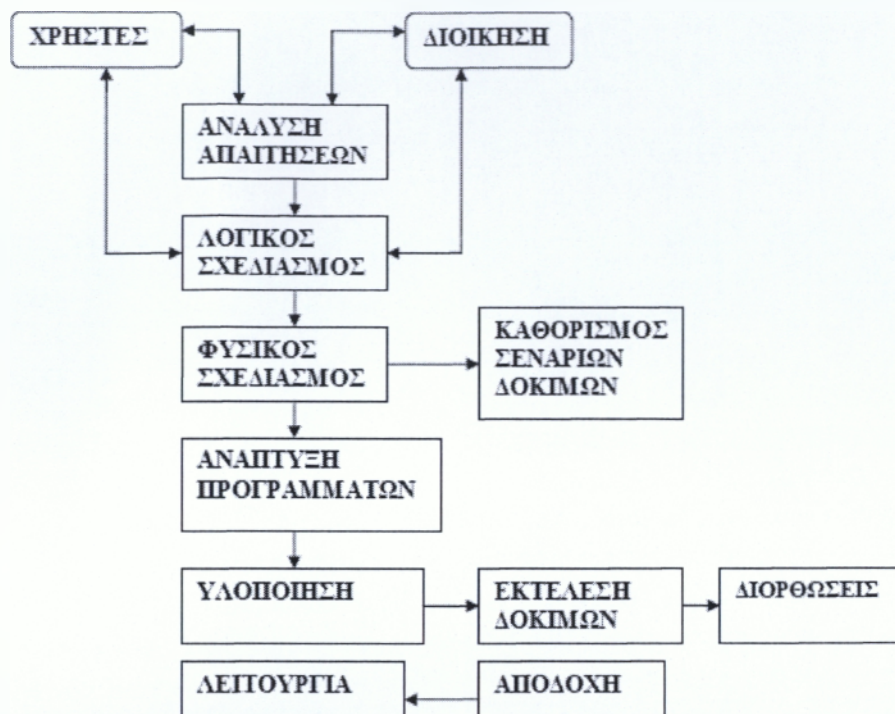 ΧΡΗΣΤΕΣ
ΔΙΟΙΚΗΣΗ
ΑΝΑΛΥΣΗ
ΑΠΑΙΤΗΣΕΩΝ
ΛΟΓΙΚΟΣ
ΣΧΕΔΙΑΣΜΟΣ
ΦΥΣΙΚΟΣ
ΣΧΕΔΙΑΣΜΟΣ
ΚΑΘΟΡΙΣΜΟΣ
ΣΕΝΑΡΙΩΝ
ΔΟΚΙΜΩΝ
ΑΝΑΠΤΥΞΗ
ΠΡΟΓΡΑΜΜΑΤΩΝ
ΥΛΟΠΟΙΗΣΗ
ΕΚΤΕΛΕΣΗ
ΔΟΚΙΜΩΝ
ΔΙΟΡΘΩΣΕΙΣ
ΛΕΙΤΟΥΡΓΙΑ
ΑΠΟΔΟΧΗ